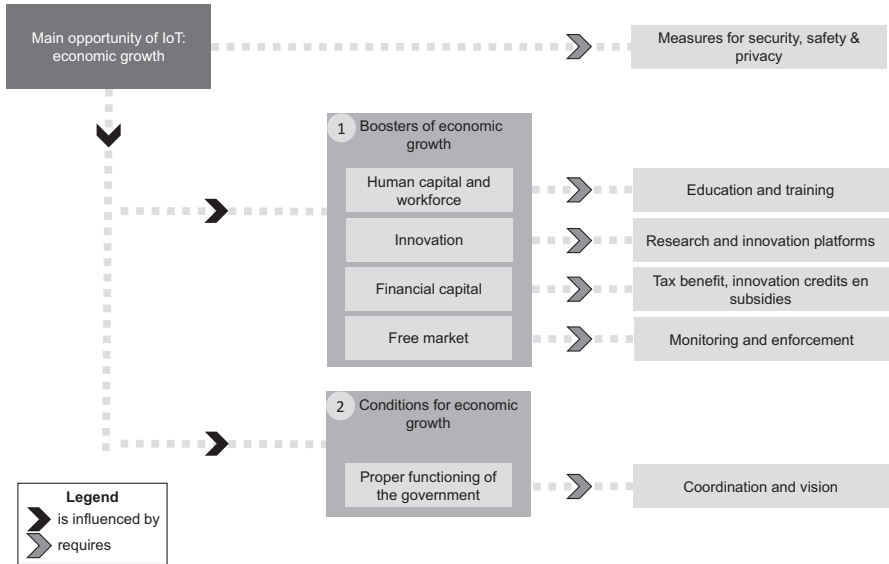 Main opportunity of IoT:
economic growth
Measures for security, safety &
privacy
1
Boosters of economic
growth
Human capital and
workforce
Education and training
Innovation
Research and innovation platforms
Financial capital
Tax benefit, innovation credits en
subsidies
Free market
Monitoring and enforcement
2
Conditions for economic
growth
Proper functioning of
the government
Coordination and vision
Legend
is influenced by
requires